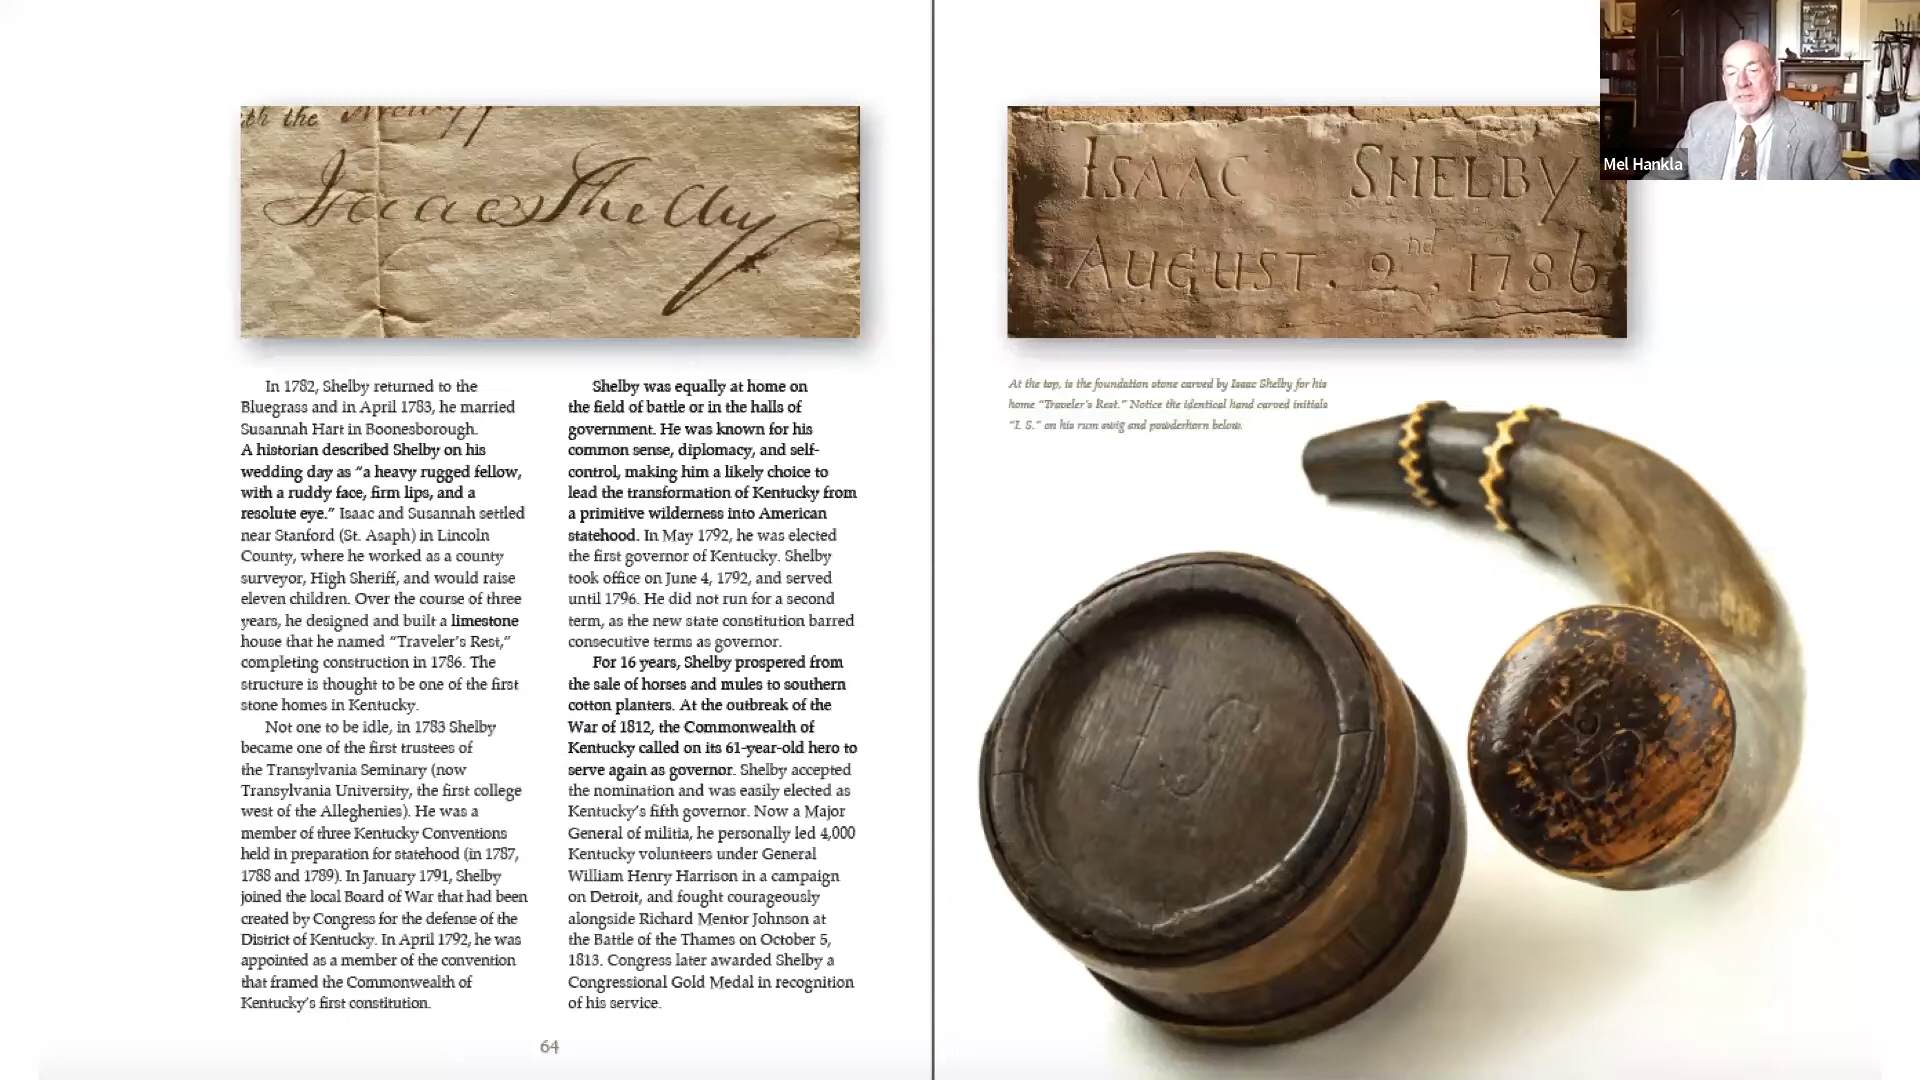 th the
Isaac Shelby
In 1782, Shelby returned to the
Bluegrass and in April 1783, he married
Susannah Hart in Boonesborough.
A historian described Shelby on his
wedding day as “a heavy rugged fellow,
with a ruddy face, firm lips, and a
resolute eye.” Isaac and Susannah settled
near Stanford (St. Asaph) in Lincoln
County, where he worked as a county
surveyor, High Sheriff, and would raise
eleven children. Over the course of three
years, he designed and built a limestone
house that he named “Traveler’s Rest,”
completing construction in 1786. The
structure is thought to be one of the first
stone homes in Kentucky.
Not one to be idle, in 1783 Shelby
became one of the first trustees of
the Transylvania Seminary (now
Transylvania University, the first college
west of the Alleghenies). He was a
member of three Kentucky Conventions
held in preparation for statehood (in 1787,
1788 and 1789). In January 1791, Shelby
joined the local Board of War that had been
created by Congress for the defense of the
District of Kentucky. In April 1792, he was
appointed as a member of the convention
that framed the Commonwealth of
Kentucky’s first constitution.
Shelby was equally at home on
the field of battle or in the halls of
government. He was known for his
common sense, diplomacy, and self-
control, making him a likely choice to
lead the transformation of Kentucky from
a primitive wilderness into American
statehood. In May 1792, he was elected
the first governor of Kentucky. Shelby
took office on June 4, 1792, and served
until 1796. He did not run for a second
term, as the new state constitution barred
consecutive terms as governor.
For 16 years, Shelby prospered from
the sale of horses and mules to southern
cotton planters. At the outbreak of the
War of 1812, the Commonwealth of
Kentucky called on its 61-year-old hero to
serve again as governor. Shelby accepted
the nomination and was easily elected as
Kentucky’s fifth governor. Now a Major
General of militia, he personally led 4,000
Kentucky volunteers under General
William Henry Harrison in a campaign
on Detroit, and fought courageously
alongside Richard Mentor Johnson at
the Battle of the Thames on October 5,
1813. Congress later awarded Shelby a
Congressional Gold Medal in recognition
of his service.
64
ISAAC SHELBY
AUGUST. 2nd. 1786
Mel Hankla
At the top, is the foundation stone carved by Isaac Shelby for his
home “Traveler’s Rest.” Notice the identical hand carved initials
“I. S.” on his rum swig and powderhorn below.
I S
I S